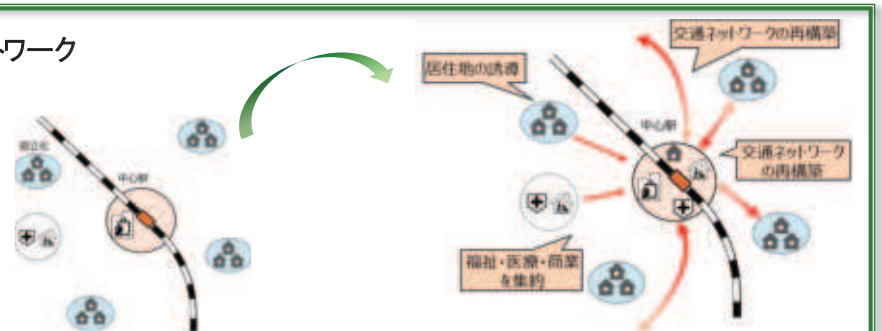 トワーク
中心駅
居住地の誘導
交通ネットワークの再構築
中心駅
交通ネットワーク
の再構築
福祉・医療・商業
を集約